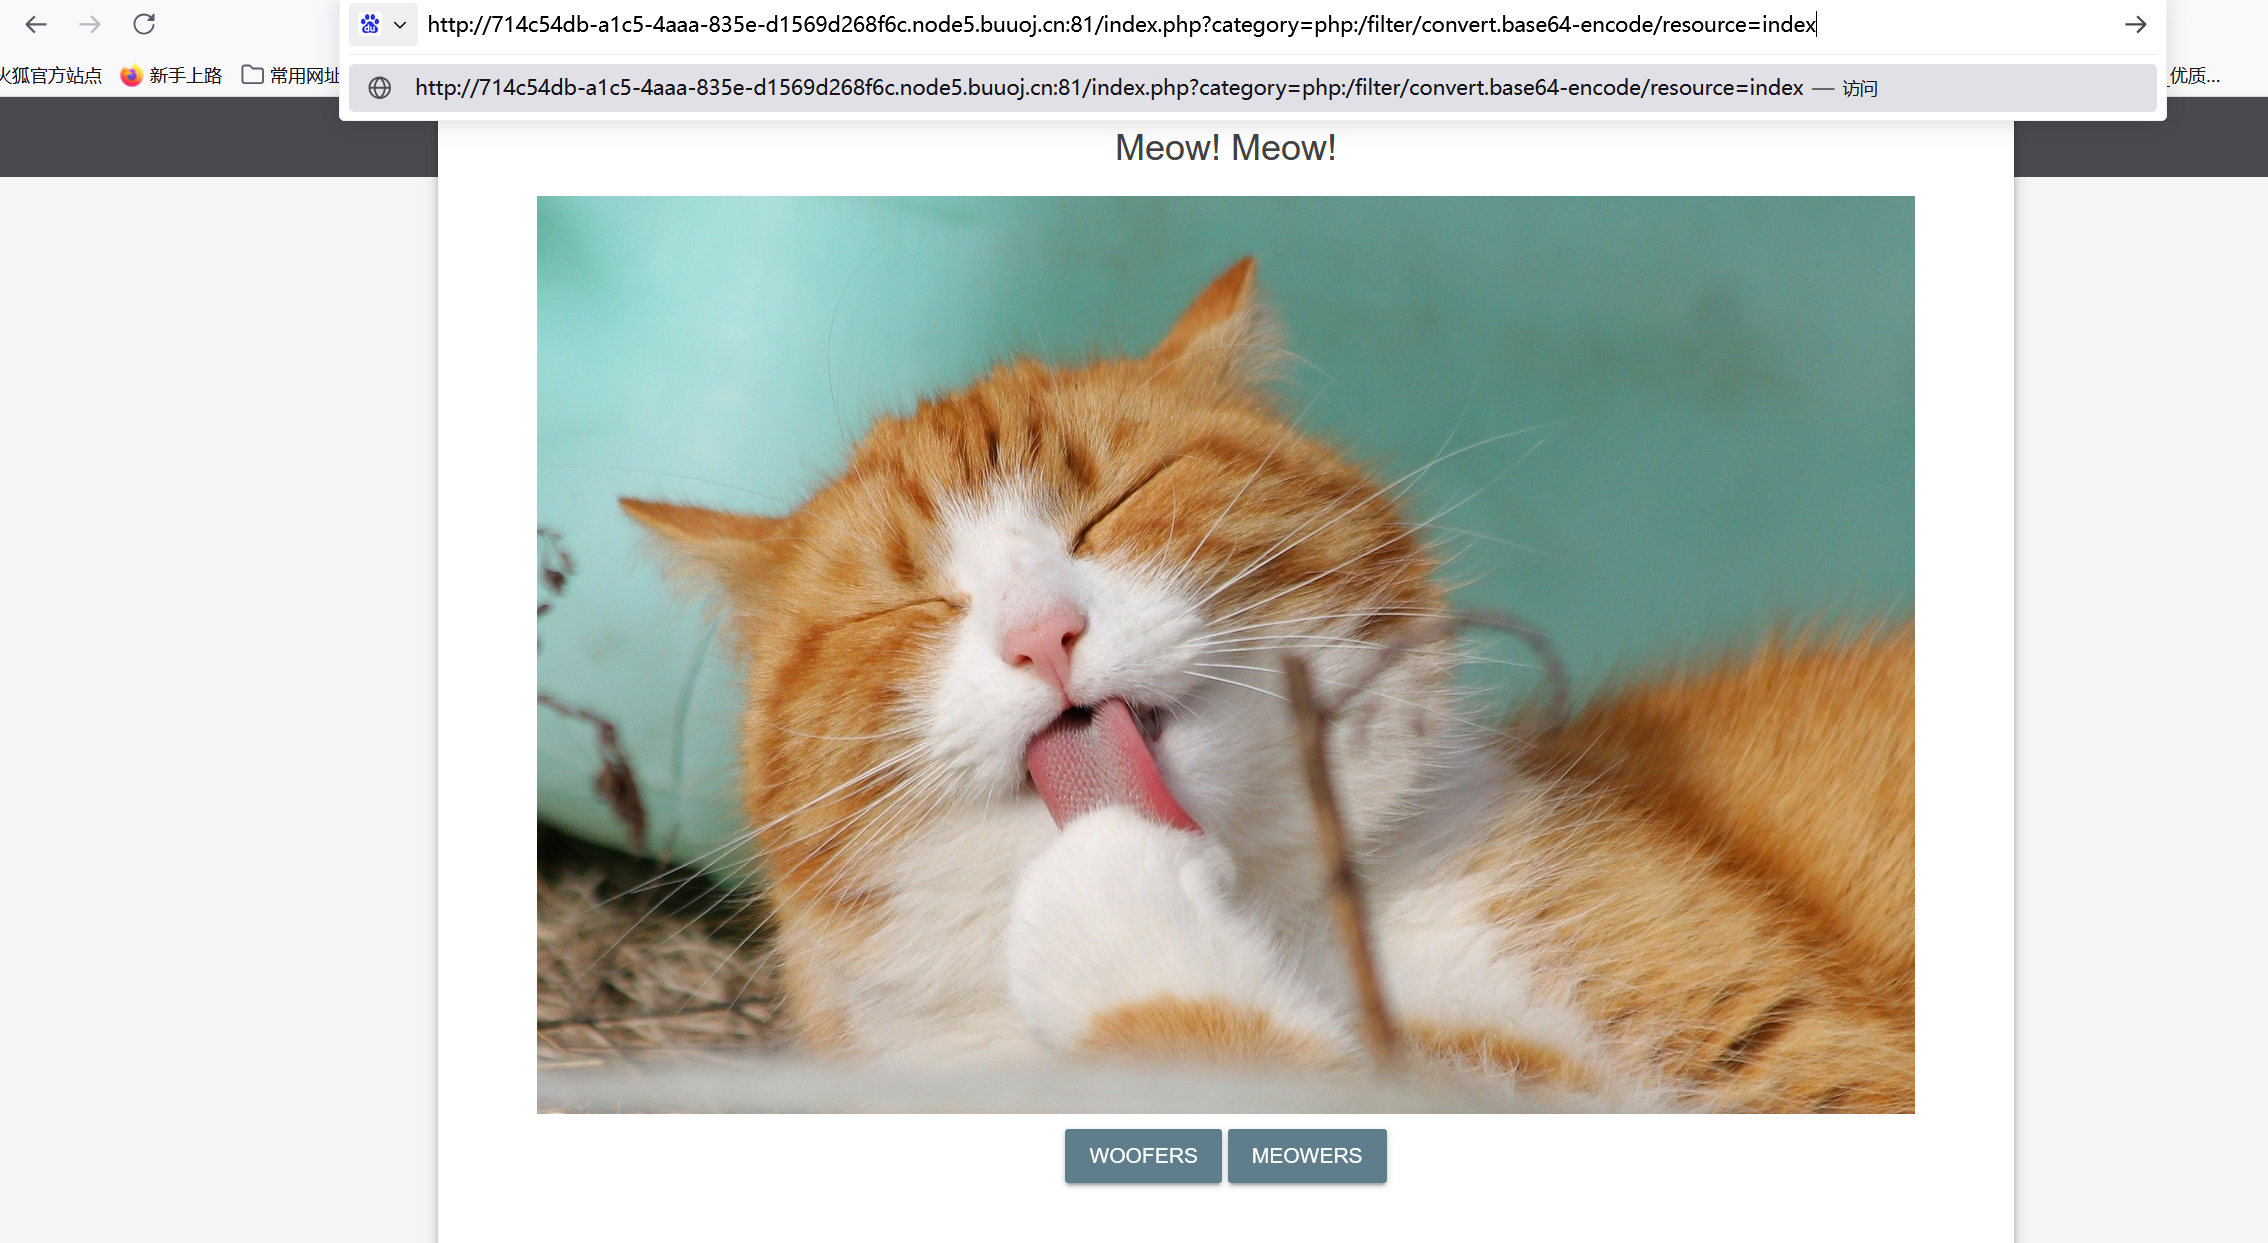 http://714c54db-a1c5-4aaa-835e-d1569d268f6c.node5.buuoj.cn:81/index.php?category=php:/filter/convert.base64-encode/resource=index
火狐官方站点 新手上路 常用网址 优质...
http://714c54db-a1c5-4aaa-835e-d1569d268f6c.node5.buuoj.cn:81/index.php?category=php:/filter/convert.base64-encode/resource=index — 访问
Meow! Meow!
WOOFERS MEOWERS